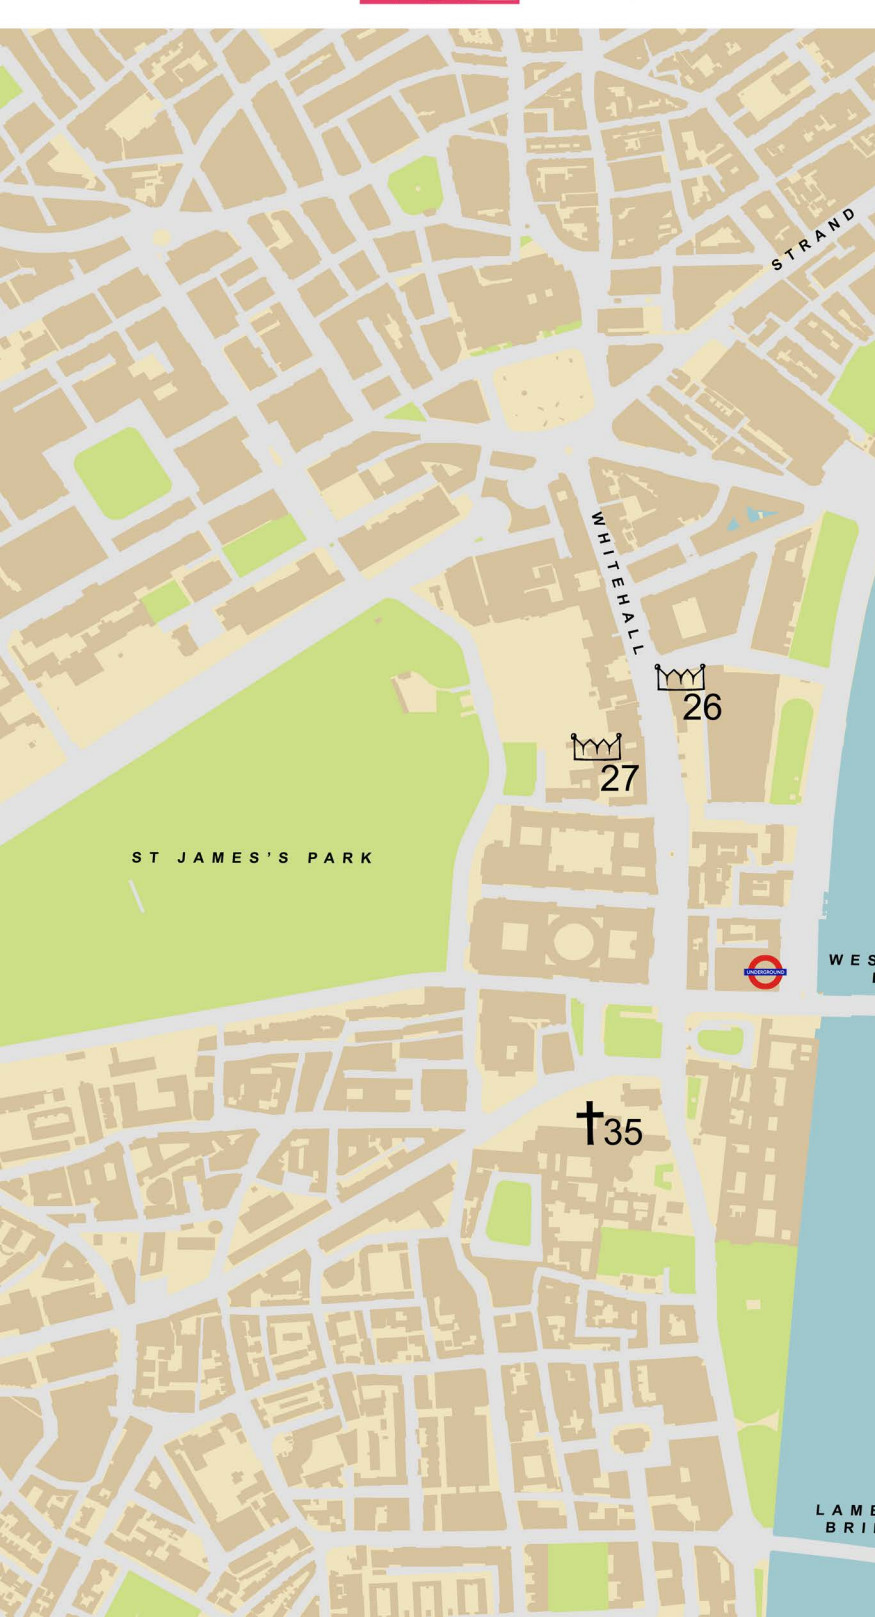 STRAND
WHITEHALL
26
27
ST JAMES'S PARK
UNDERGROUND
WES
35
LAME
BRI